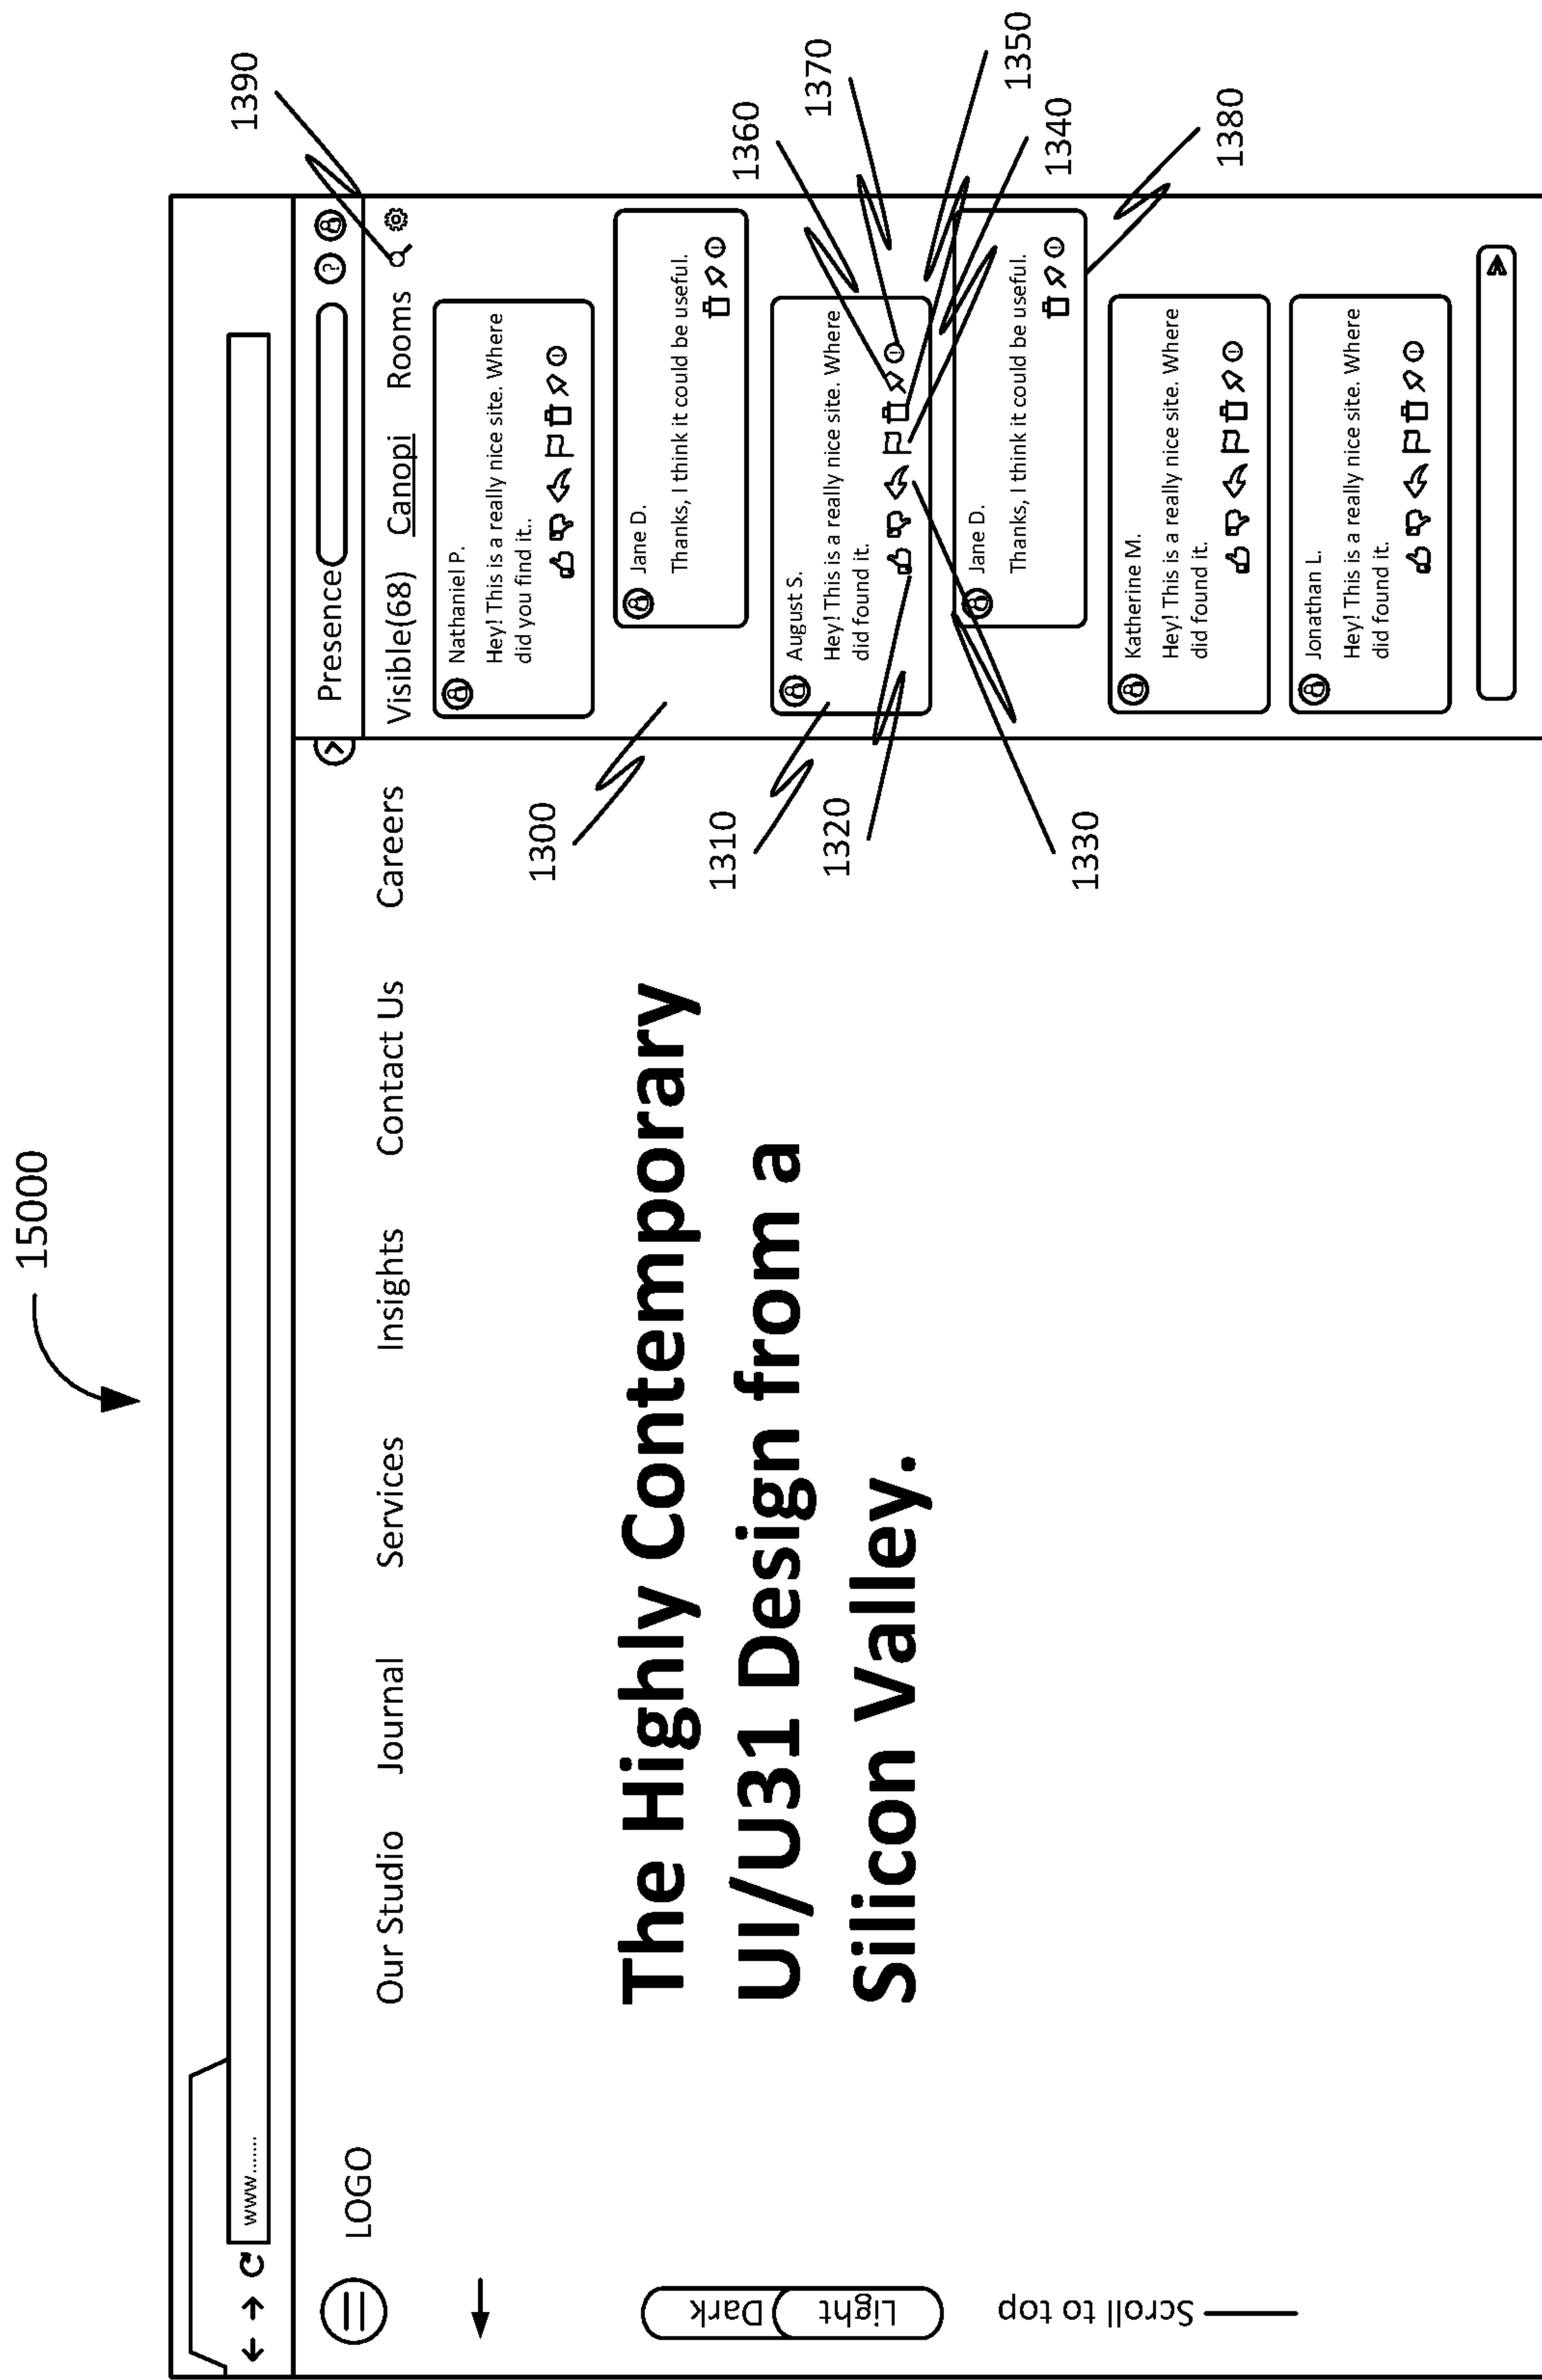 15000
www.......
LOGO
Our Studio Journal Services Insights Contact Us Careers
Light Dark
Scroll to top
The Highly Contemporary
UI/U31 Design from a
Silicon Valley.
Presence ?
Visible(68) Canopi Rooms
1390
Nathaniel P.
Hey! This is a really nice site. Where
did you find it..
1300
Jane D.
Thanks, I think it could be useful.
1310
August S.
Hey! This is a really nice site. Where
did found it.
1320
1330
1360
1370
1350
1340
Jane D.
Thanks, I think it could be useful.
1380
Katherine M.
Hey! This is a really nice site. Where
did found it.
Jonathan L.
Hey! This is a really nice site. Where
did found it.